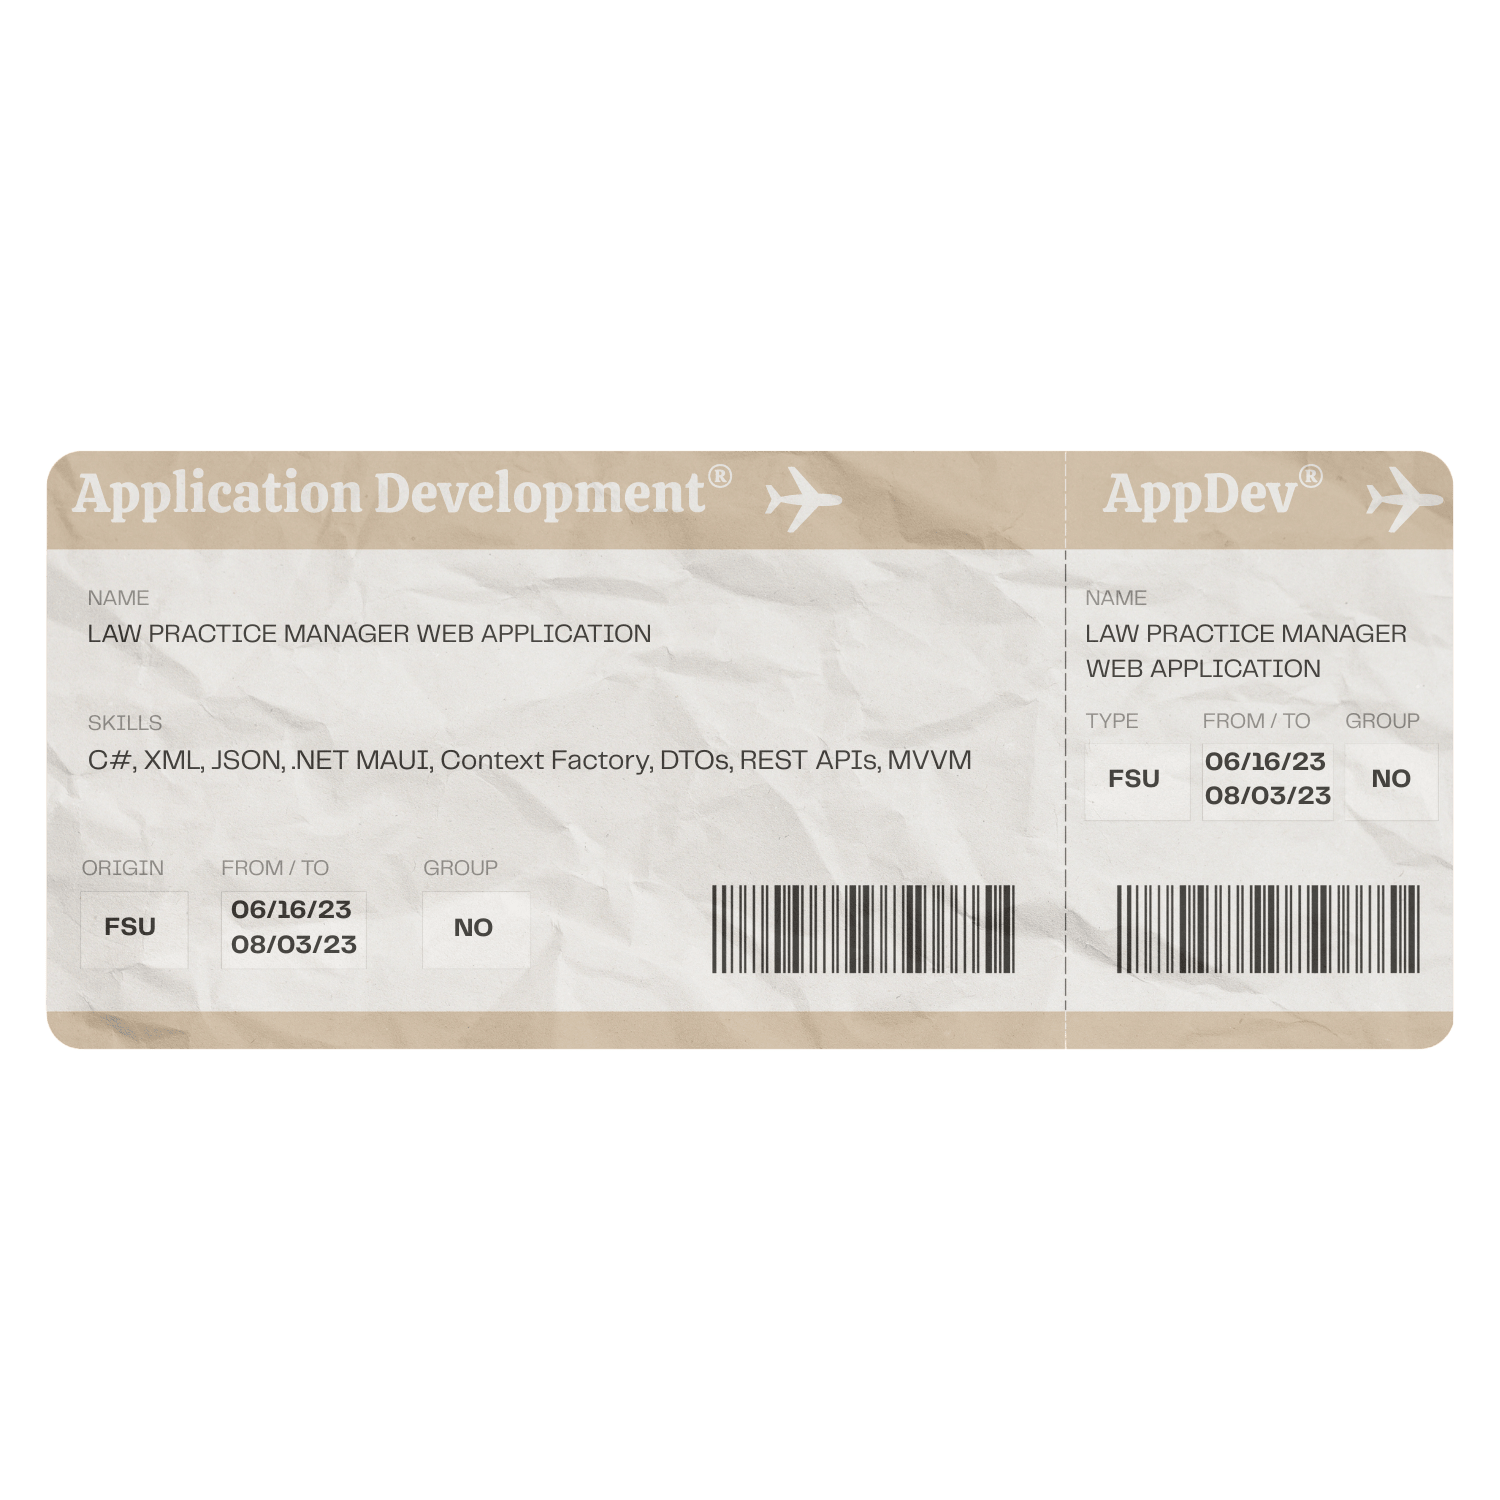 Application Development®
NAME
LAW PRACTICE MANAGER WEB APPLICATION
SKILLS
C#, XML, JSON, .NET MAUI, Context Factory, DTOs, REST APIs, MVVM
ORIGIN FROM / TO GROUP
FSU 06/16/23 NO
08/03/23
AppDev®
NAME
LAW PRACTICE MANAGER
WEB APPLICATION
TYPE FROM / TO GROUP
FSU 06/16/23 NO
08/03/23